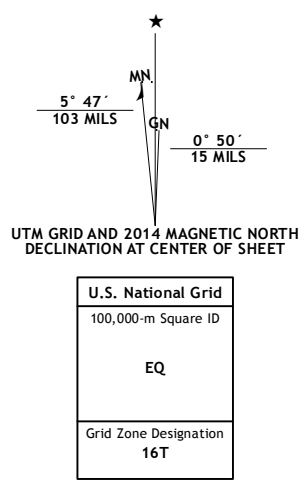 ★
MN
GN
5° 47´
103 MILS
0° 50´
15 MILS
UTM GRID AND 2014 MAGNETIC NORTH
DECLINATION AT CENTER OF SHEET
U.S. National Grid
100,000-m Square ID
EQ
Grid Zone Designation
16T